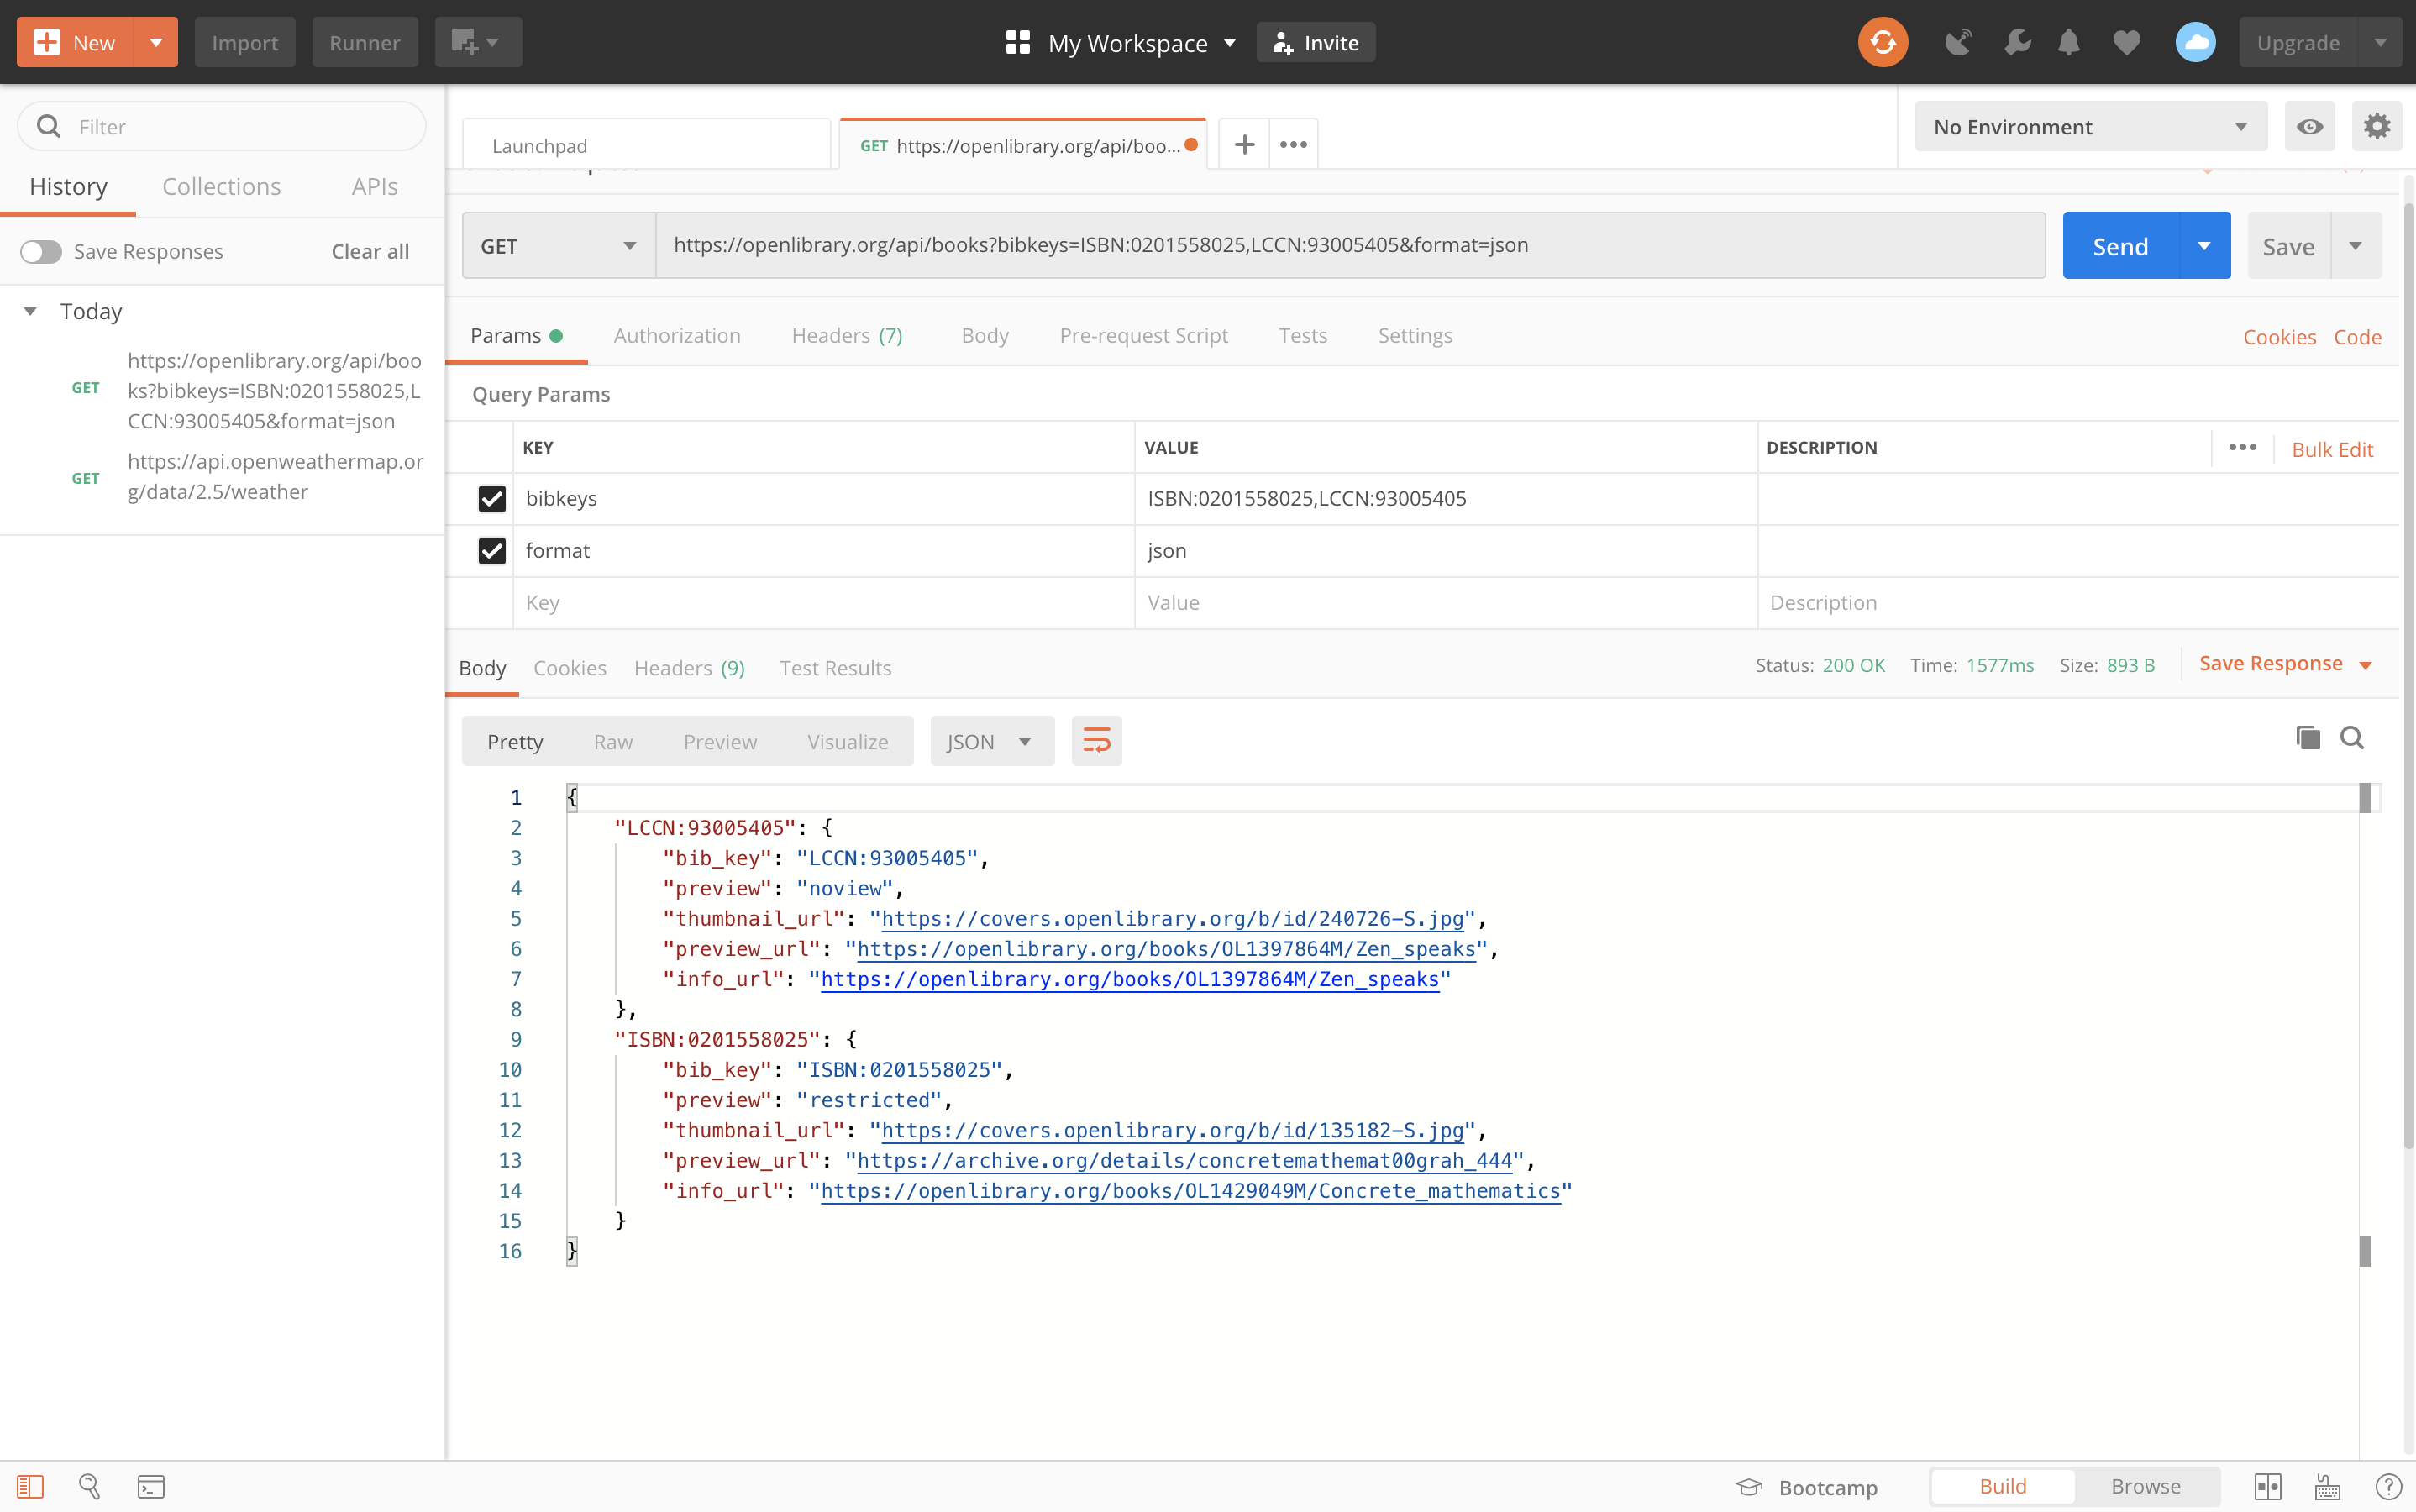 New
Import
Runner
My Workspace
Invite
Upgrade
Filter
History
Collections
APIs
Save Responses
Clear all
Today
GET
https://openlibrary.org/api/boo
ks?bibkeys=ISBN:0201558025,L
CCN:93005405&format=json
GET
https://api.openweathermap.or
g/data/2.5/weather
Launchpad
GET https://openlibrary.org/api/boo...
No Environment
GET
https://openlibrary.org/api/books?bibkeys=ISBN:0201558025,LCCN:93005405&format=json
Send
Save
Params
Authorization
Headers (7)
Body
Pre-request Script
Tests
Settings
Cookies
Code
Query Params
KEY
VALUE
DESCRIPTION
Bulk Edit
bibkeys
ISBN:0201558025,LCCN:93005405
format
json
Key
Value
Description
Body
Cookies
Headers (9)
Test Results
Status: 200 OK
Time: 1577ms
Size: 893 B
Save Response
Pretty
Raw
Preview
Visualize
JSON
1 {
2 "LCCN:93005405": {
3 "bib_key": "LCCN:93005405",
4 "preview": "noview",
5 "thumbnail_url": "https://covers.openlibrary.org/b/id/240726-S.jpg",
6 "preview_url": "https://openlibrary.org/books/OL1397864M/Zen_speaks",
7 "info_url": "https://openlibrary.org/books/OL1397864M/Zen_speaks"
8 },
9 "ISBN:0201558025": {
10 "bib_key": "ISBN:0201558025",
11 "preview": "restricted",
12 "thumbnail_url": "https://covers.openlibrary.org/b/id/135182-S.jpg",
13 "preview_url": "https://archive.org/details/concretemathemat00grah_444",
14 "info_url": "https://openlibrary.org/books/OL1429049M/Concrete_mathematics"
15 }
16 }
Bootcamp
Build
Browse